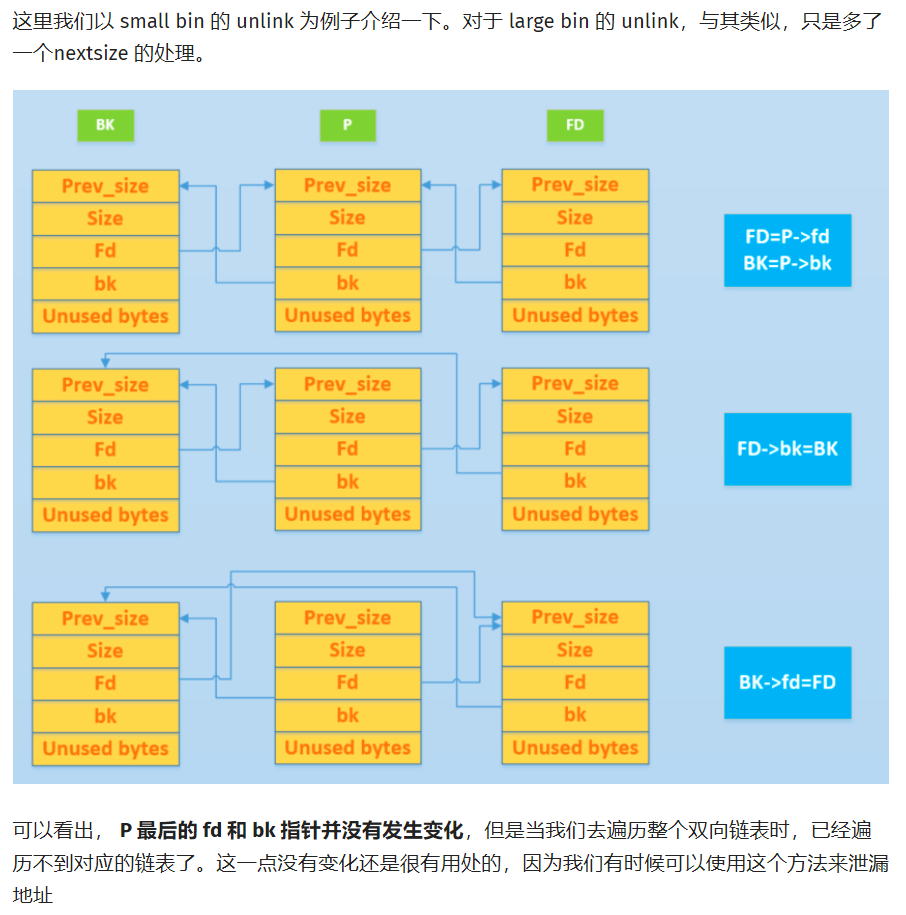 这里我们以 small bin 的 unlink 为例子介绍一下。对于 large bin 的 unlink，与其类似，只是多了
一个nextsize 的处理。
BK
P
FD
Prev_size
Size
Fd
bk
Unused bytes
Prev_size
Size
Fd
bk
Unused bytes
Prev_size
Size
Fd
bk
Unused bytes
FD=P->fd
BK=P->bk
Prev_size
Size
Fd
bk
Unused bytes
Prev_size
Size
Fd
bk
Unused bytes
Prev_size
Size
Fd
bk
Unused bytes
FD->bk=BK
Prev_size
Size
Fd
bk
Unused bytes
Prev_size
Size
Fd
bk
Unused bytes
Prev_size
Size
Fd
bk
Unused bytes
BK->fd=FD
可以看出， P 最后的 fd 和 bk 指针并没有发生变化，但是当我们去遍历整个双向链表时，已经遍
历不到对应的链表了。这一点没有变化还是很有用处的，因为我们有时候可以使用这个方法来泄漏
地址